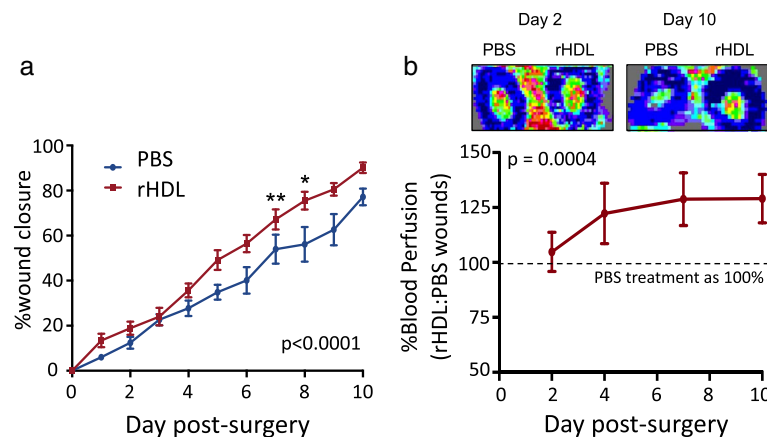 a
%wound closure
100
80
60
40
20
0
PBS
rHDL
**
*
p<0.0001
0 2 4 6 8 10
Day post-surgery
b
Day 2 Day 10
PBS rHDL PBS rHDL
%Blood Perfusion
(rHDL:PBS wounds)
150
125
100
75
50
p = 0.0004
PBS treatment as 100%
0 2 4 6 8 10
Day post-surgery